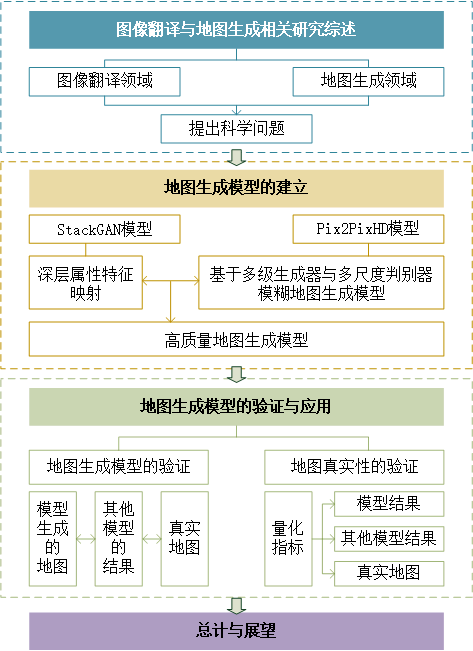 图像翻译与地图生成相关研究综述
图像翻译领域
地图生成领域
提出科学问题
地图生成模型的建立
StackGAN模型
Pix2PixHD模型
深层属性特征
映射
基于多级生成器与多尺度判别器
模糊地图生成模型
高质量地图生成模型
地图生成模型的验证与应用
地图生成模型的验证
地图真实性的验证
模型
生成
的
地图
其他
模型
的
结果
真实
地图
量化
指标
模型结果
其他模型结果
真实地图
总计与展望